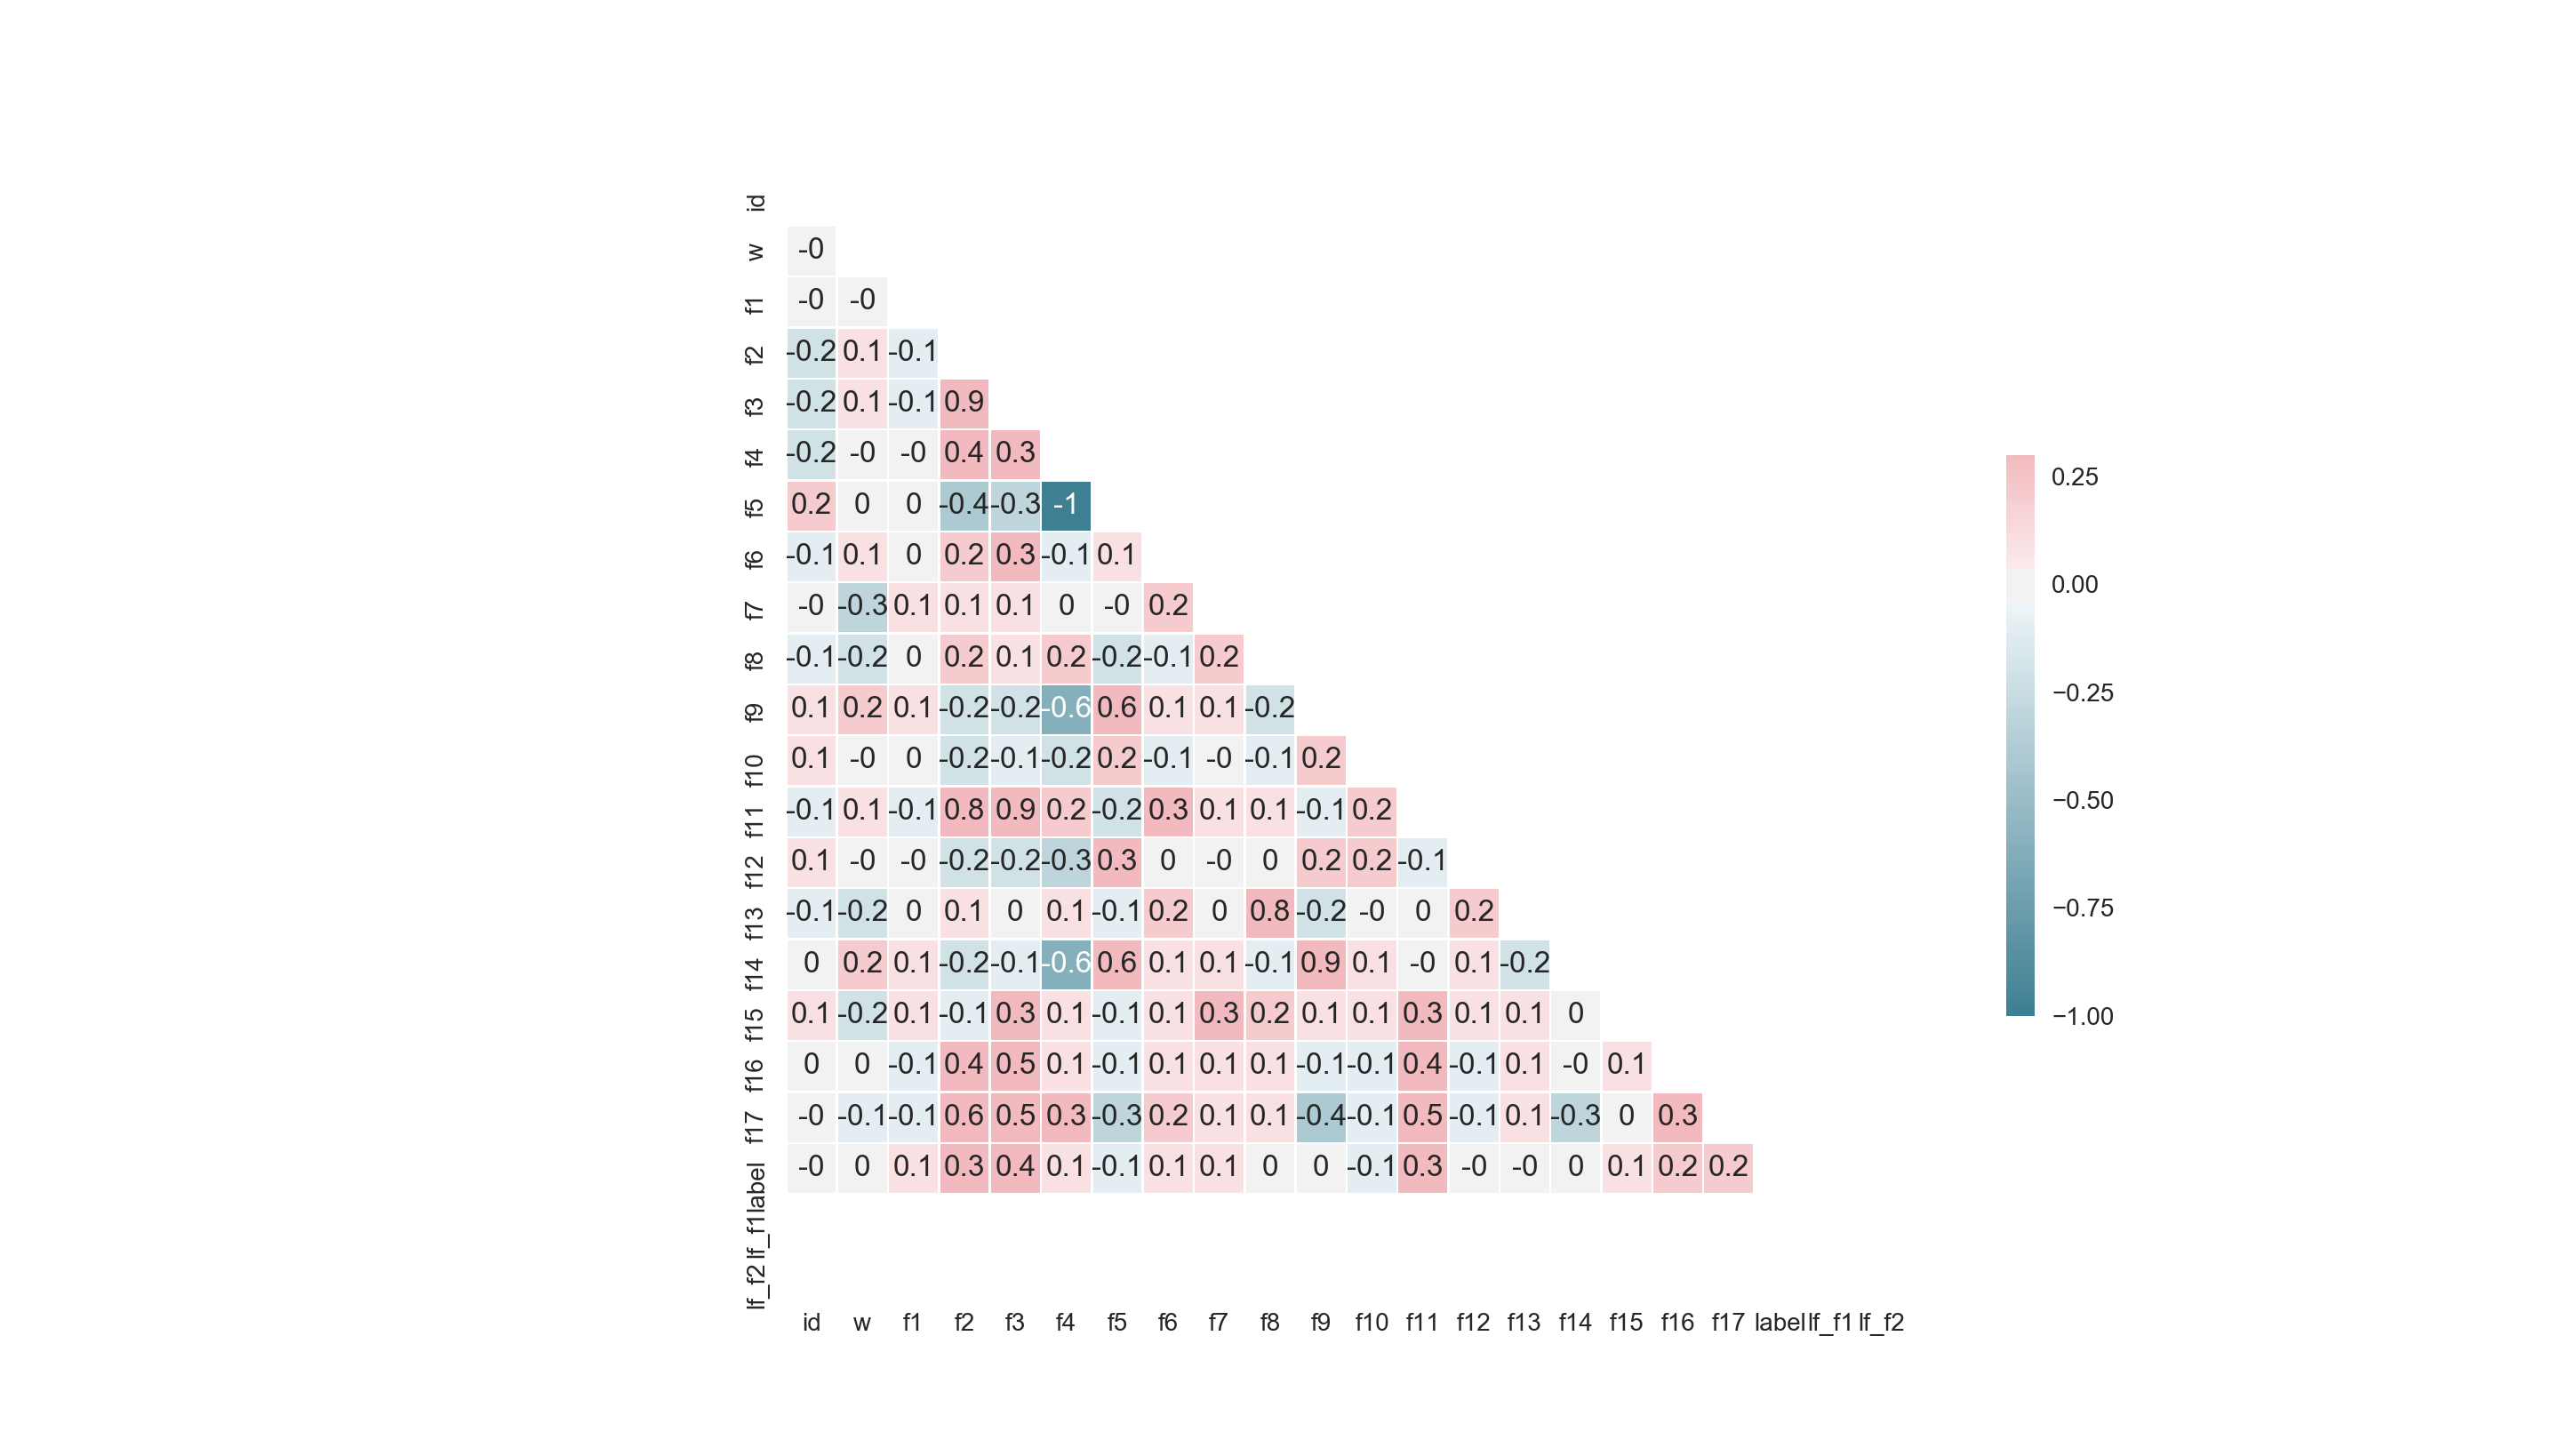 id
w -0
f1 -0 -0
f2 -0.2 0.1 -0.1
f3 -0.2 0.1 -0.1 0.9
f4 -0.2 -0 -0 0.4 0.3
0.25
f5 0.2 0 0 -0.4 -0.3 -1
f6 -0.1 0.1 0 0.2 0.3 -0.1 0.1
0.00
f7 -0 -0.3 0.1 0.1 0.1 0 -0 0.2
f8 -0.1 -0.2 0 0.2 0.1 0.2 -0.2 -0.1 0.2
−0.25
f9 0.1 0.2 0.1 -0.2 -0.2 -0.6 0.6 0.1 0.1 -0.2
f10 0.1 -0 0 -0.2 -0.1 -0.2 0.2 -0.1 -0 -0.1 0.2
−0.50
f11 -0.1 0.1 -0.1 0.8 0.9 0.2 -0.2 0.3 0.1 0.1 -0.1 0.2
f12 0.1 -0 -0 -0.2 -0.2 -0.3 0.3 0 -0 0 0.2 0.2 -0.1
−0.75
f13 -0.1 -0.2 0 0.1 0 0.1 -0.1 0.2 0 0.8 -0.2 -0 0 0.2
f14 0 0.2 0.1 -0.2 -0.1 -0.6 0.6 0.1 0.1 -0.1 0.9 0.1 -0 0.1 -0.2
f15 0.1 -0.2 0.1 -0.1 0.3 0.1 -0.1 0.1 0.3 0.2 0.1 0.1 0.3 0.1 0.1 0
−1.00
f16 0 0 -0.1 0.4 0.5 0.1 -0.1 0.1 0.1 0.1 -0.1 -0.1 0.4 -0.1 0.1 -0 0.1
f17 -0 -0.1 -0.1 0.6 0.5 0.3 -0.3 0.2 0.1 0.1 -0.4 -0.1 0.5 -0.1 0.1 -0.3 0 0.3
label -0 0 0.1 0.3 0.4 0.1 -0.1 0.1 0.1 0 0 -0.1 0.3 -0 -0 0 0.1 0.2 0.2
lf_f1
lf_f2
id w f1 f2 f3 f4 f5 f6 f7 f8 f9 f10 f11 f12 f13 f14 f15 f16 f17 label lf_f1 lf_f2